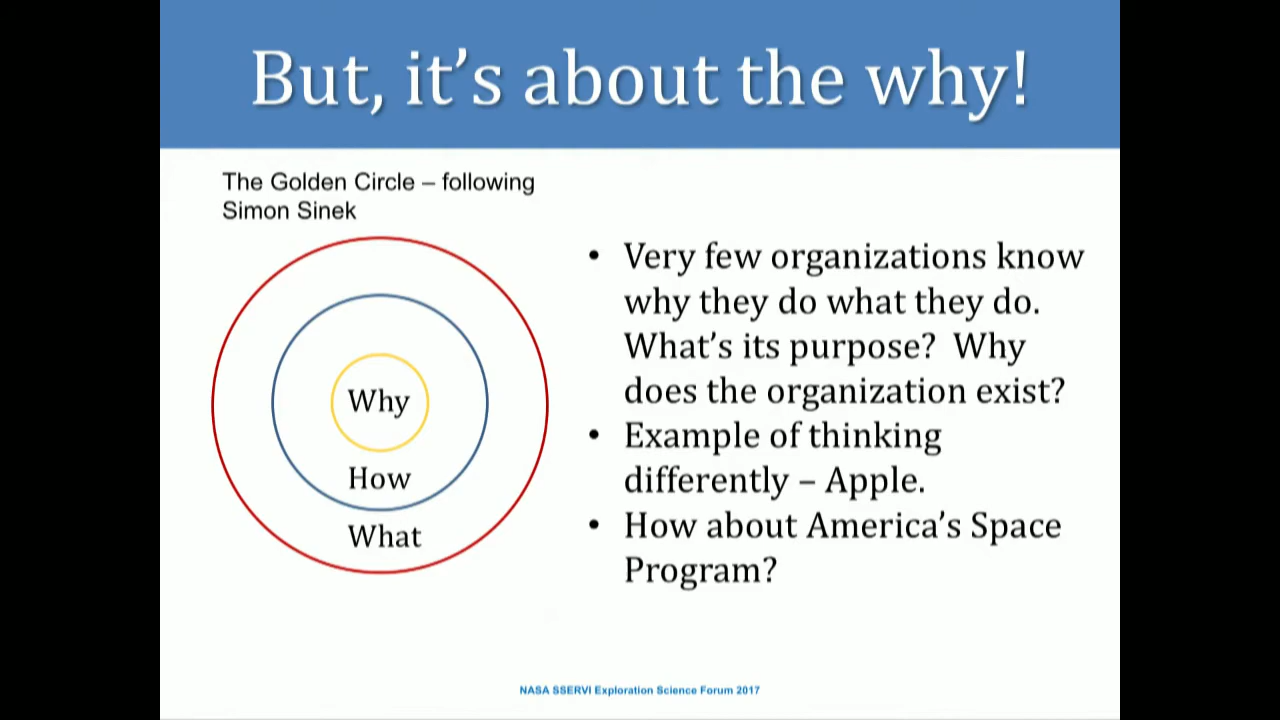 But, it's about the why!
The Golden Circle – following
Simon Sinek
Why
How
What
• Very few organizations know
why they do what they do.
What's its purpose?  Why
does the organization exist?
• Example of thinking
differently – Apple.
• How about America's Space
Program?
NASA SSERVI Exploration Science Forum 2017